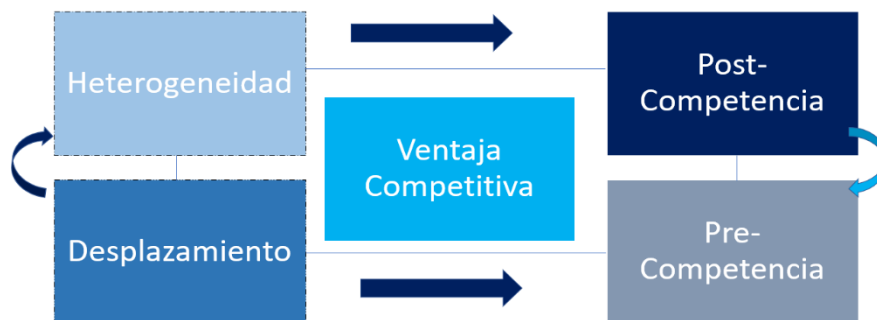 Heterogeneidad
Post-
Competencia
Ventaja
Competitiva
Desplazamiento
Pre-
Competencia